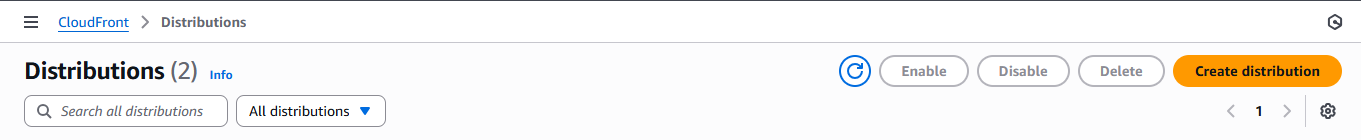 CloudFront > Distributions
Distributions (2) Info Enable Disable Delete Create distribution
Search all distributions All distributions 1